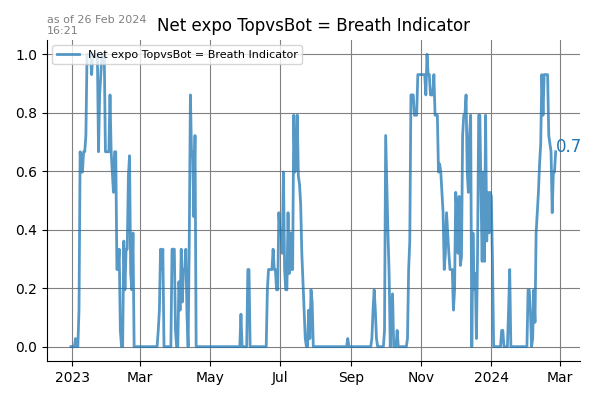 as of 26 Feb 2024
16:21
Net expo TopvsBot = Breath Indicator
Net expo TopvsBot = Breath Indicator
1.0
0.8
0.6
0.4
0.2
0.0
0.7
2023 Mar May Jul Sep Nov 2024 Mar